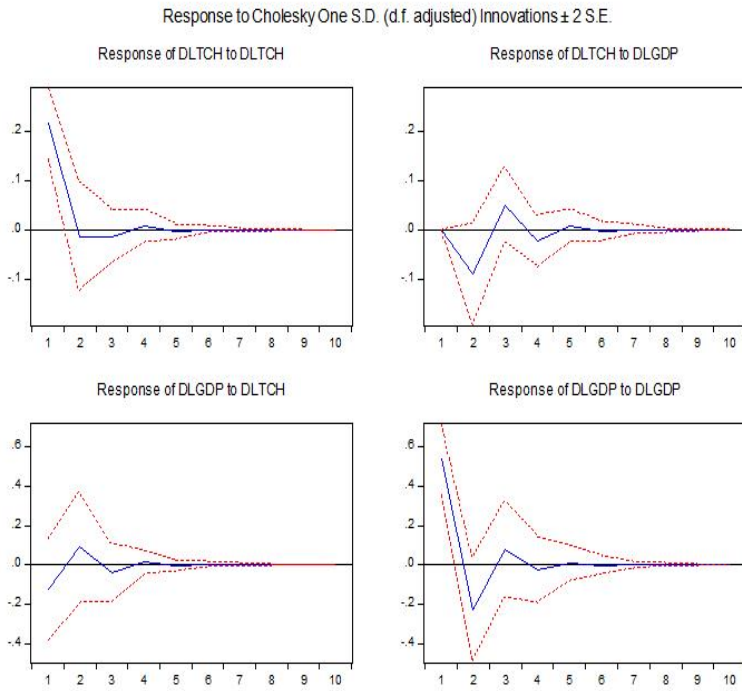 Response to Cholesky One S.D. (d.f. adjusted) Innovations ± 2 S.E.
Response of DLTCH to DLTCH
.2
.1
.0
-.1
1 2 3 4 5 6 7 8 9 10
Response of DLTCH to DLGDP
.2
.1
.0
-.1
1 2 3 4 5 6 7 8 9 10
Response of DLGDP to DLTCH
.6
.4
.2
.0
-.2
-.4
1 2 3 4 5 6 7 8 9 10
Response of DLGDP to DLGDP
.6
.4
.2
.0
-.2
-.4
1 2 3 4 5 6 7 8 9 10